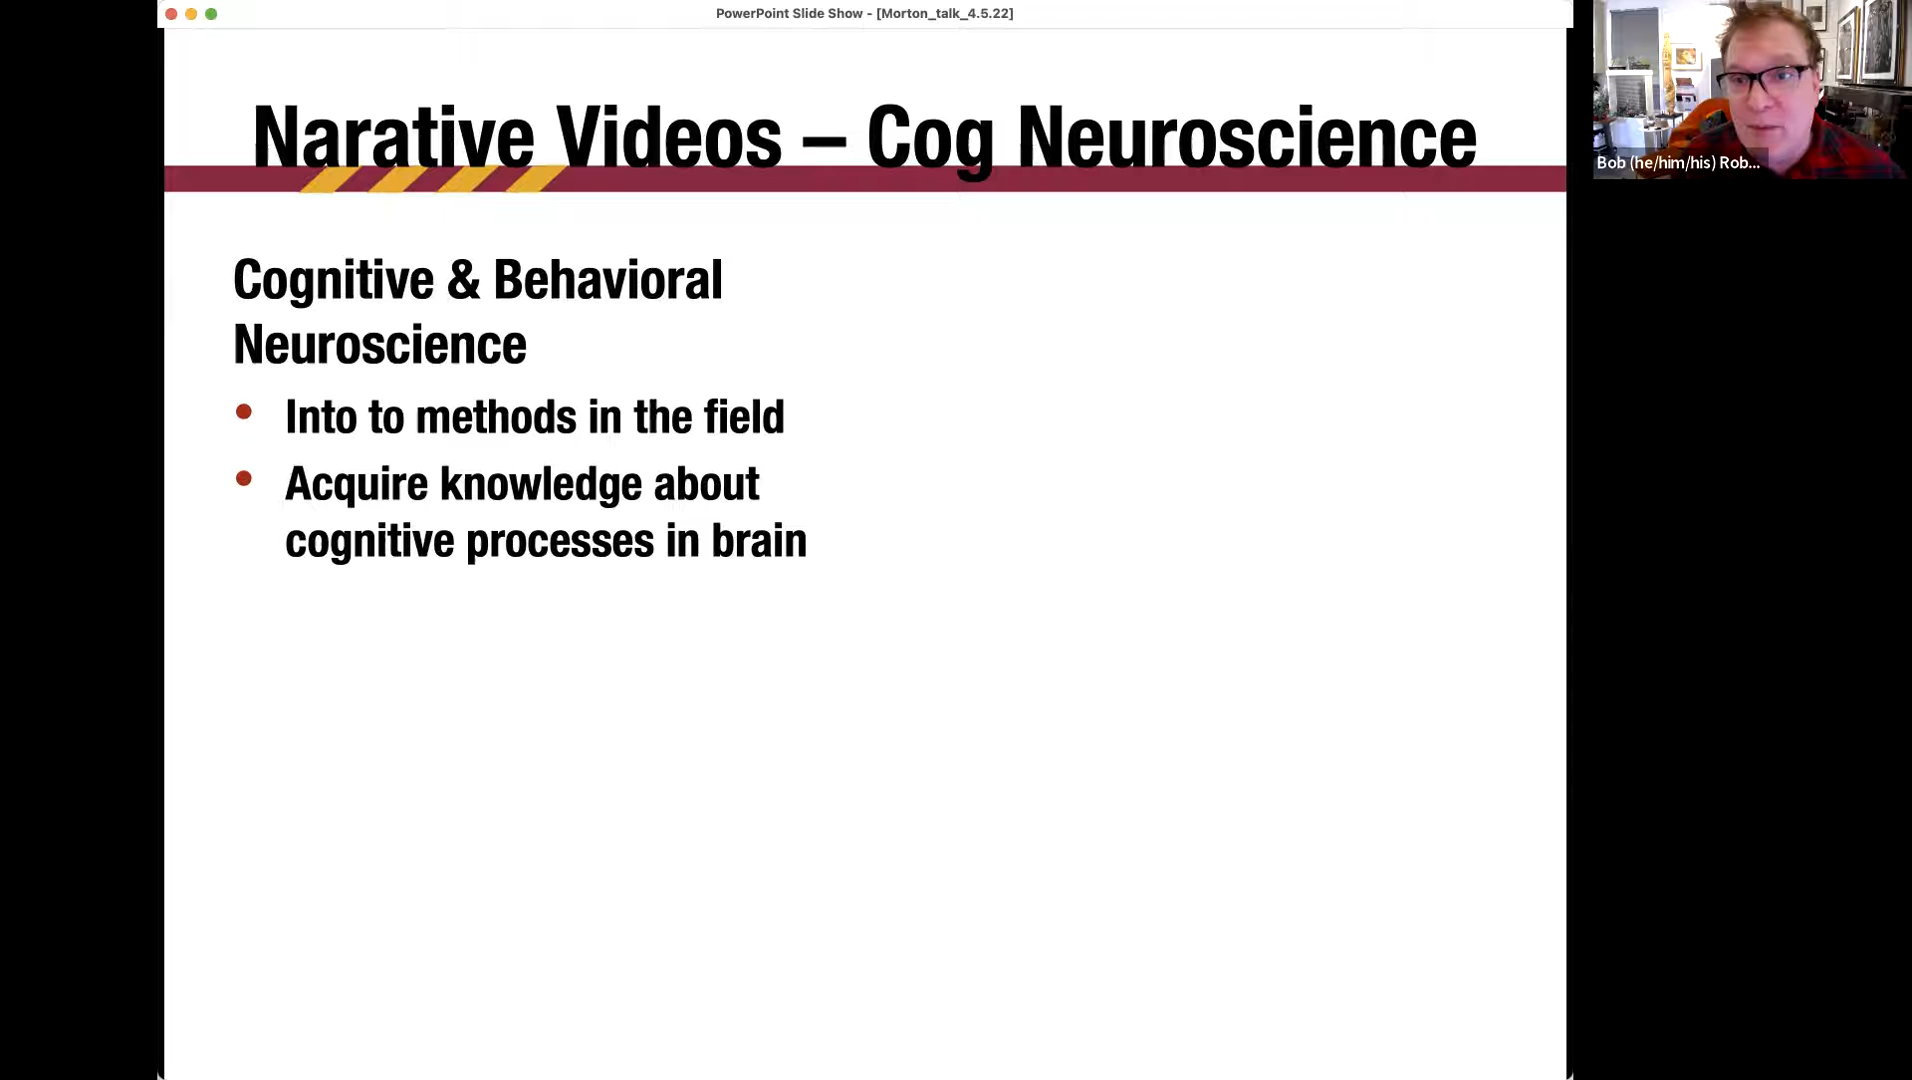 PowerPoint Slide Show - [Morton_talk_4.5.22]
Narative Videos – Cog Neuroscience
Bob (he/him/his) Rob...
Cognitive & Behavioral
Neuroscience
• Into to methods in the field
• Acquire knowledge about
cognitive processes in brain